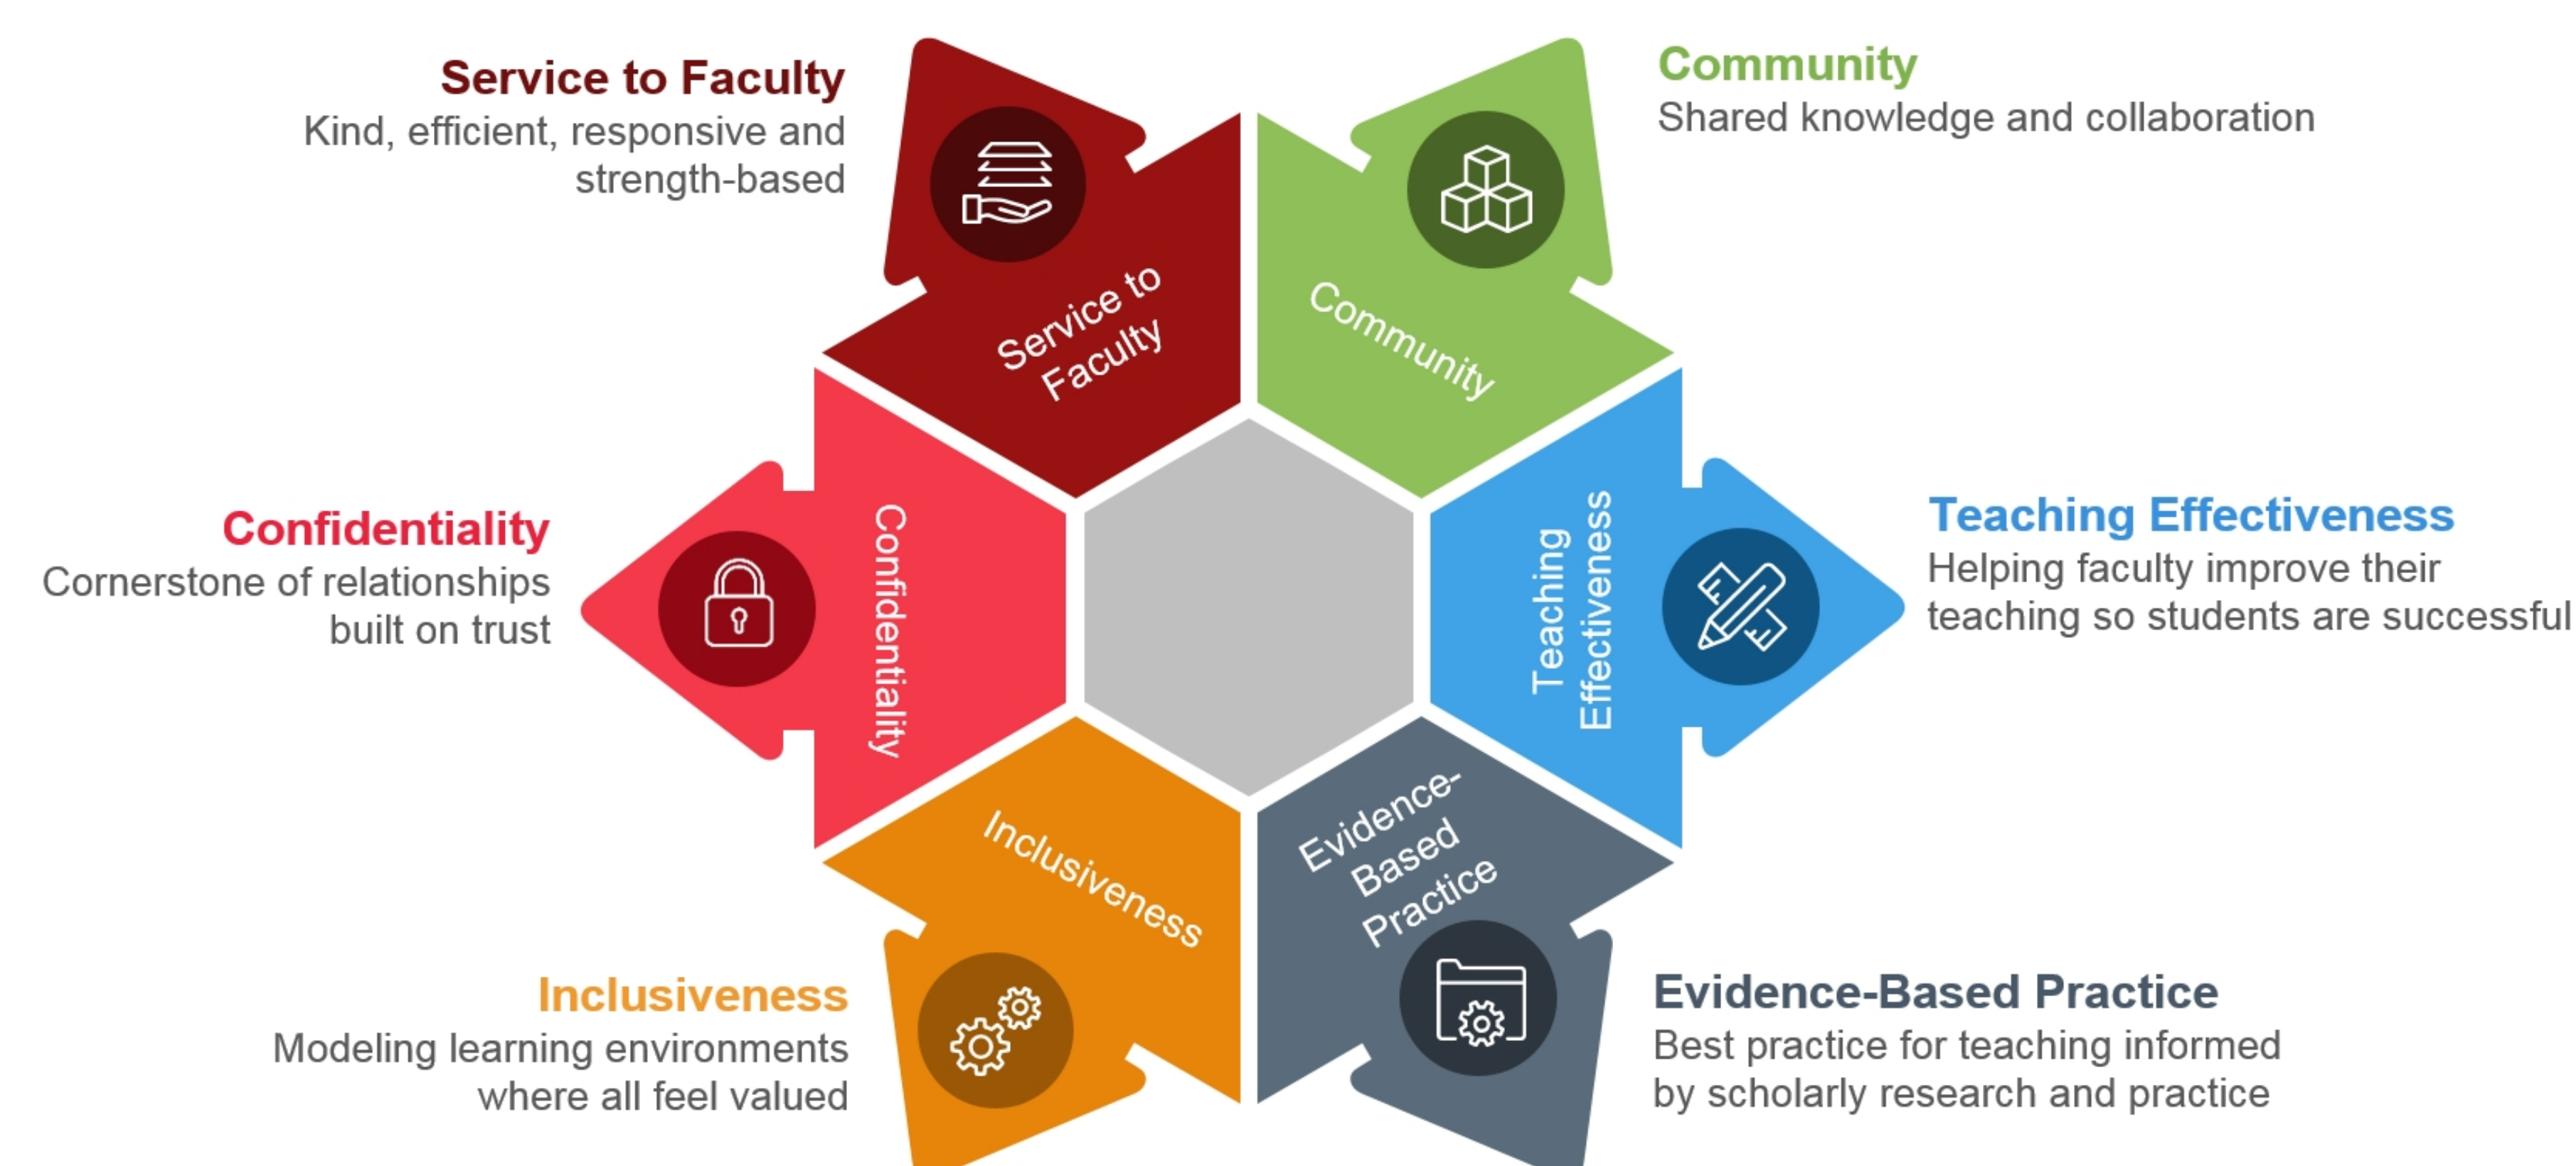 Service to Faculty
Kind, efficient, responsive and
strength-based
Community
Shared knowledge and collaboration
Service to
Faculty
Community
Confidentiality
Cornerstone of relationships
built on trust
Confidentiality
Teaching
Effectiveness
Teaching Effectiveness
Helping faculty improve their
teaching so students are successful
Inclusiveness
Evidence-
Based
Practice
Inclusiveness
Modeling learning environments
where all feel valued
Evidence-Based Practice
Best practice for teaching informed
by scholarly research and practice